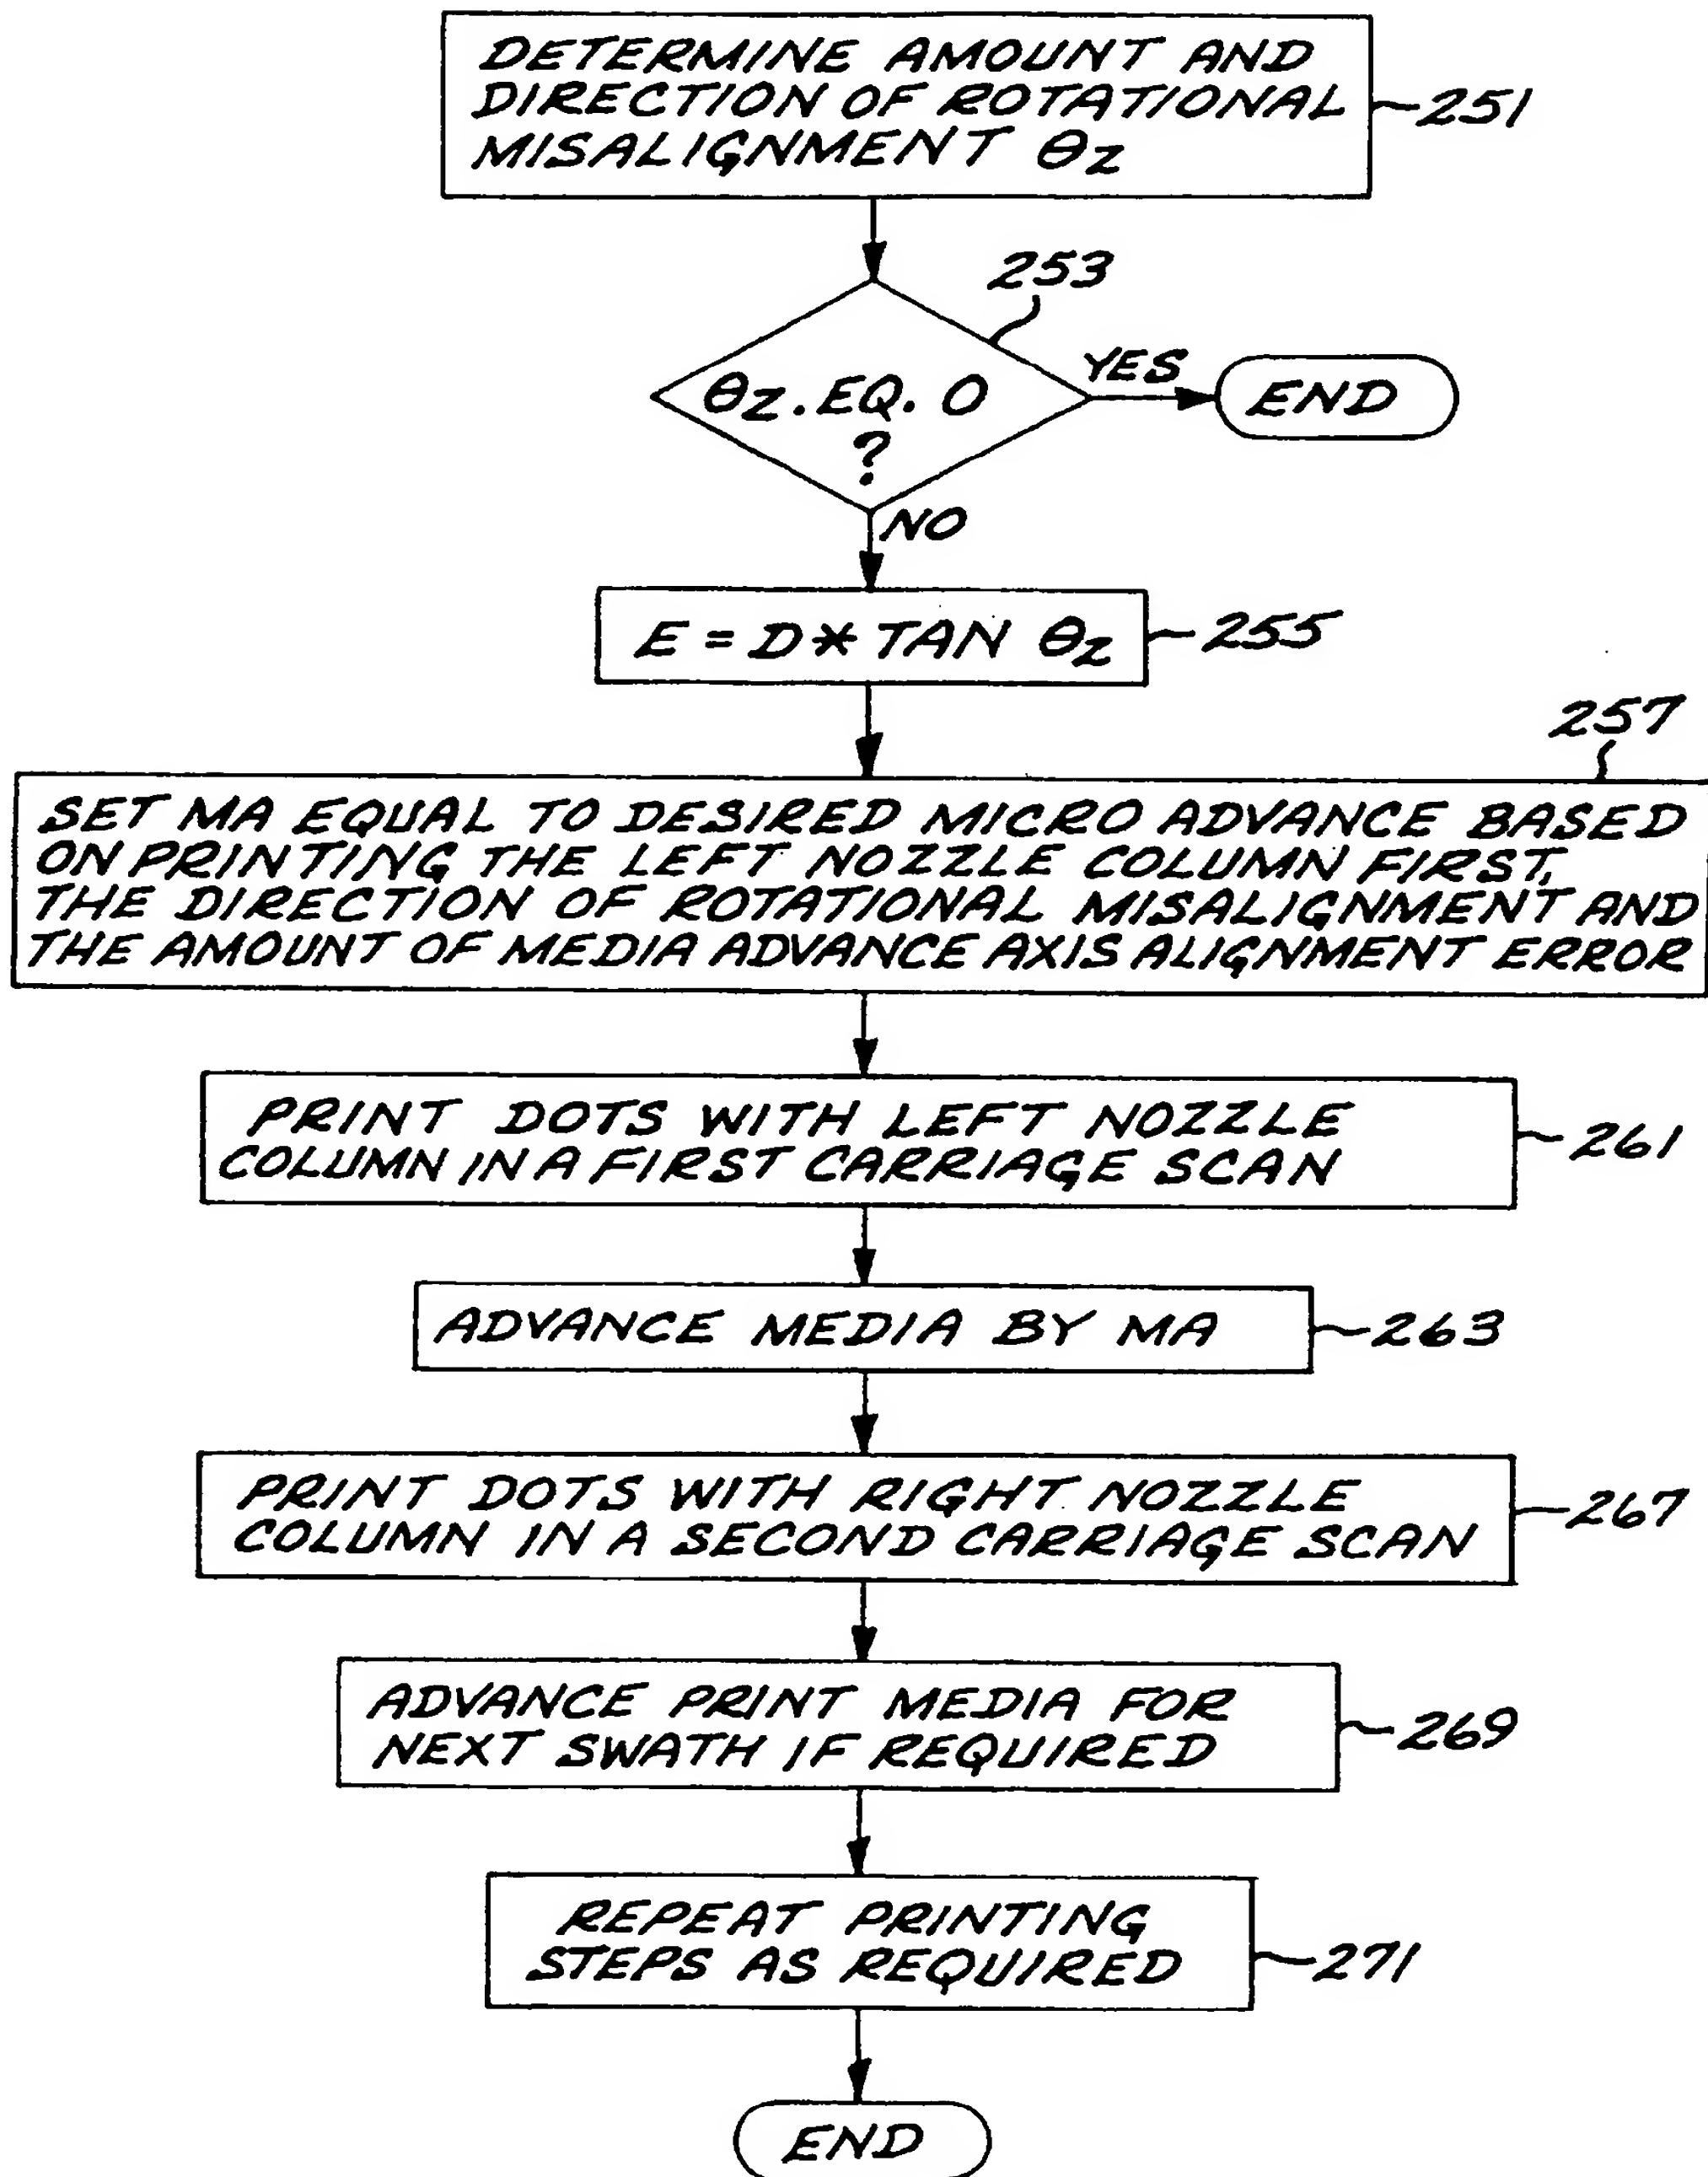 DETERMINE AMOUNT AND
DIRECTION OF ROTATIONAL
MISALIGNMENT θZ
251
253
θZ.EQ. 0
?
YES
END
NO
E = D* TAN θZ
255
257
SET MA EQUAL TO DESIRED MICRO ADVANCE BASED
ON PRINTING THE LEFT NOZZLE COLUMN FIRST,
THE DIRECTION OF ROTATIONAL MISALIGNMENT AND
THE AMOUNT OF MEDIA ADVANCE AXIS ALIGNMENT ERROR
PRINT DOTS WITH LEFT NOZZLE
COLUMN IN A FIRST CARRIAGE SCAN
261
ADVANCE MEDIA BY MA
263
PRINT DOTS WITH RIGHT NOZZLE
COLUMN IN A SECOND CARRIAGE SCAN
267
ADVANCE PRINT MEDIA FOR
NEXT SWATH IF REQUIRED
269
REPEAT PRINTING
STEPS AS REQUIRED
271
END